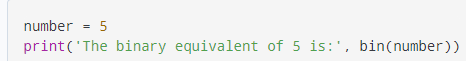 number = 5
print('The binary equivalent of 5 is:', bin(number))